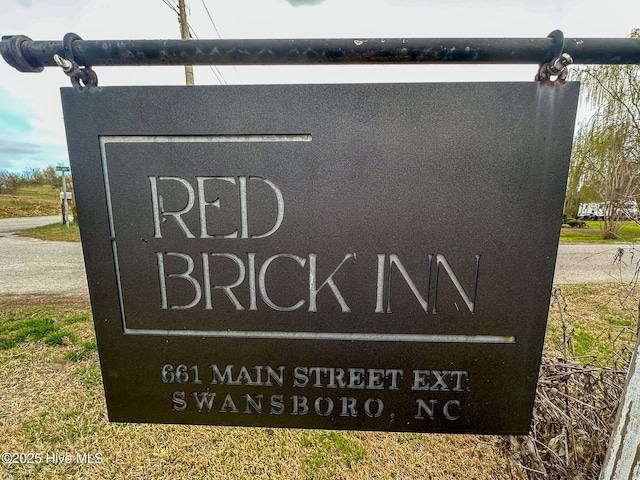 RED
BRICK INN
661 MAIN STREET EXT
SWANSBORO, NC
©2025 Hive MLS